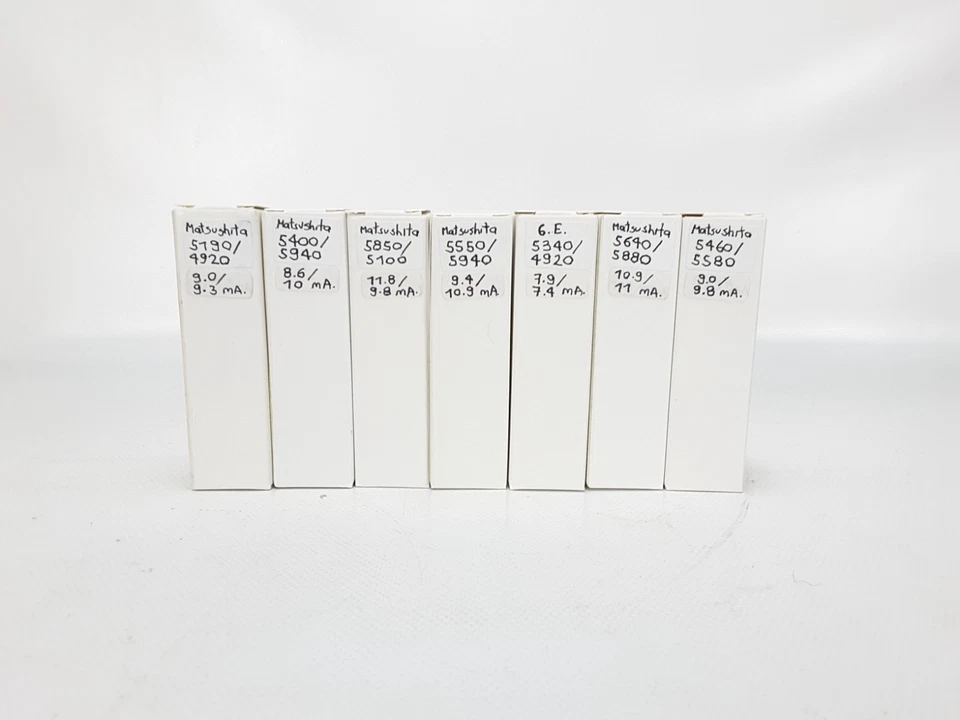 Matsushita
5190/
4920
9.0/
9.3 mA.
Matsushita
5400/
5940
8.6/
10 mA.
Matsushita
5850/
5100
11.8/
9.8 mA.
Matsushita
5550/
5940
9.4/
10.9 mA.
G.E.
5340/
4920
7.9/
7.4 mA.
Matsushita
5640/
5880
10.9/
11 mA.
Matsushita
5460/
5580
9.0/
9.8 mA.